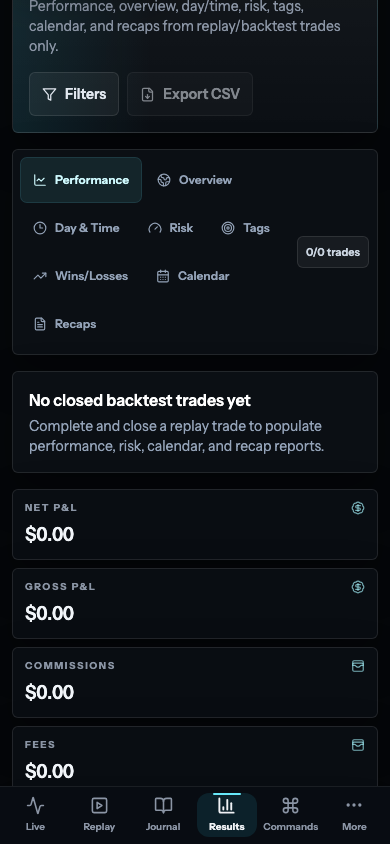 Performance, overview, day/time, risk, tags,
calendar, and recaps from replay/backtest trades
only.
Filters
Export CSV
Performance
Overview
Day & Time
Risk
Tags
0/0 trades
Wins/Losses
Calendar
Recaps
No closed backtest trades yet
Complete and close a replay trade to populate
performance, risk, calendar, and recap reports.
NET P&L
$0.00
GROSS P&L
$0.00
COMMISSIONS
$0.00
FEES
$0.00
Live
Replay
Journal
Results
Commands
More